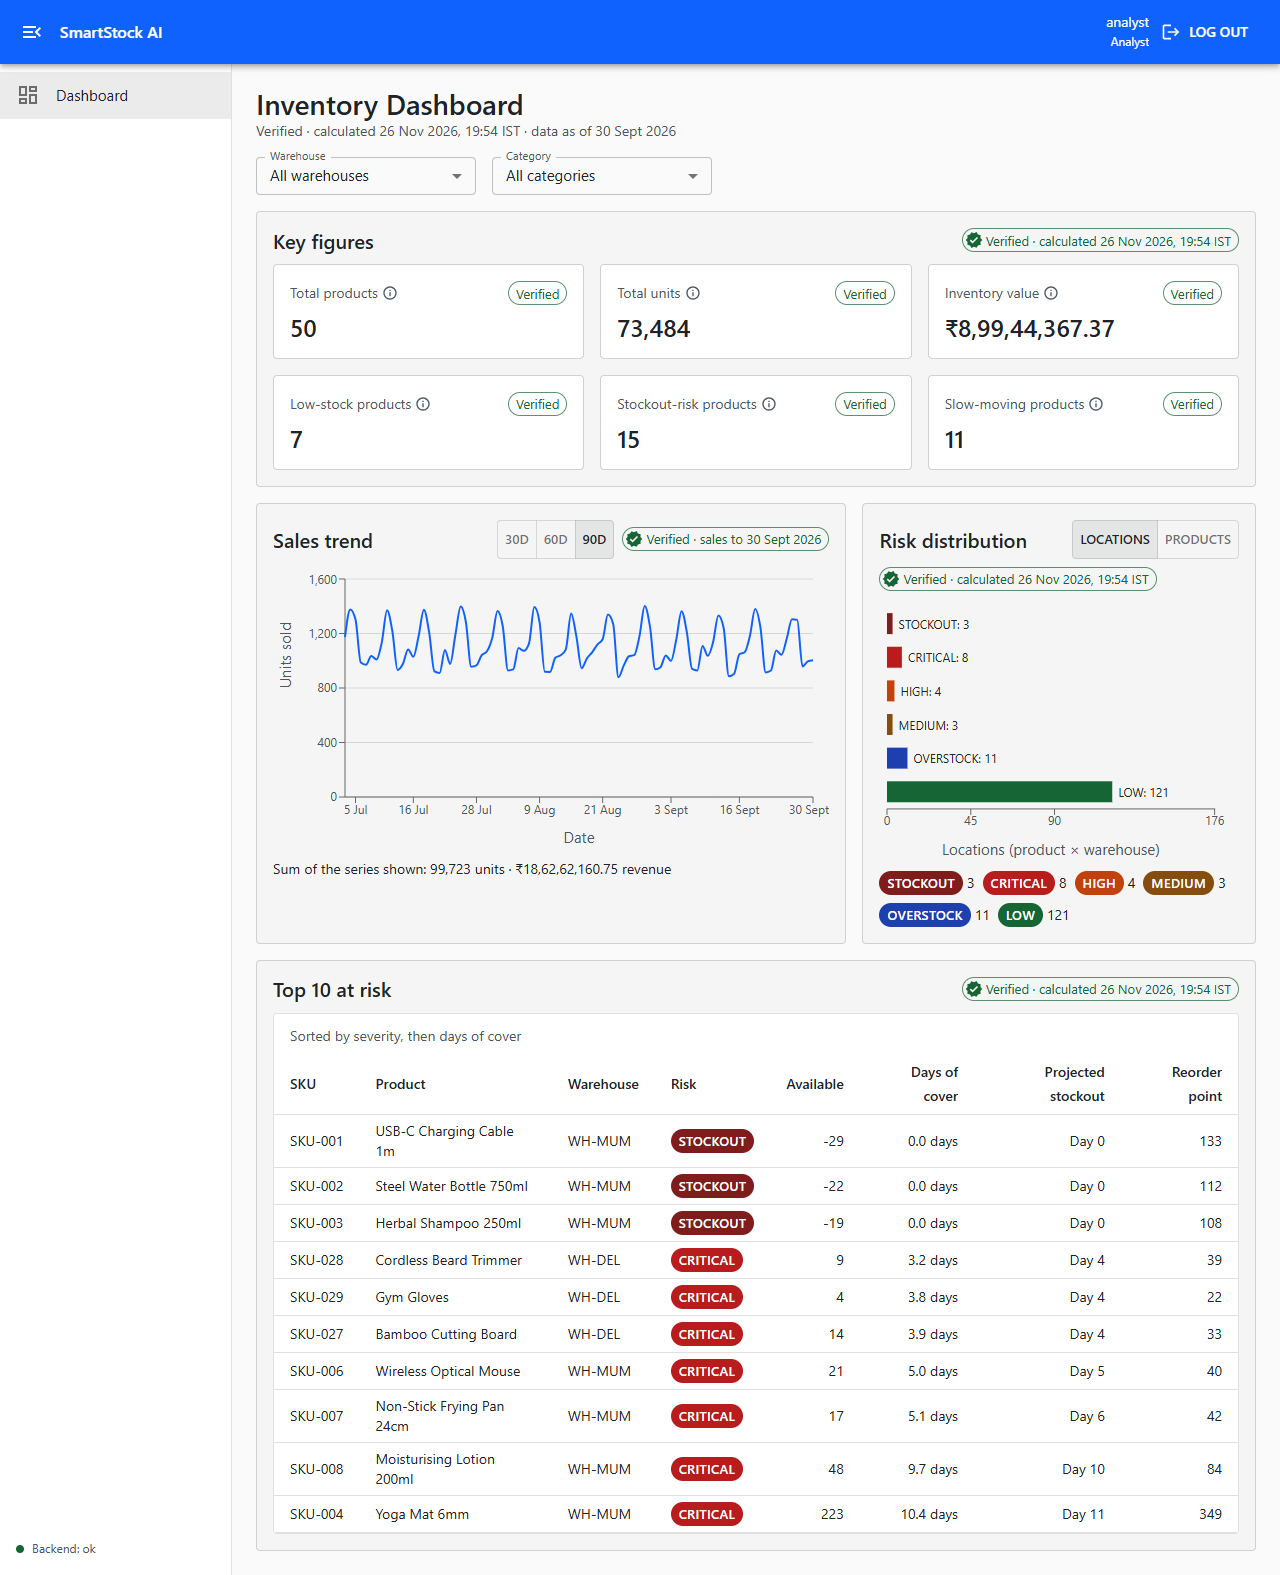 SmartStock AI
analyst
Analyst
LOG OUT
Dashboard
Inventory Dashboard
Verified · calculated 26 Nov 2026, 19:54 IST · data as of 30 Sept 2026
Warehouse
All warehouses
Category
All categories
Key figures
Verified · calculated 26 Nov 2026, 19:54 IST
Total products
Verified
50
Total units
Verified
73,484
Inventory value
Verified
₹8,99,44,367.37
Low-stock products
Verified
7
Stockout-risk products
Verified
15
Slow-moving products
Verified
11
Sales trend
30D 60D 90D
Verified · sales to 30 Sept 2026
1,600
1,200
800
400
0
Units sold
5 Jul 16 Jul 28 Jul 9 Aug 21 Aug 3 Sept 16 Sept 30 Sept
Date
Sum of the series shown: 99,723 units · ₹18,62,62,160.75 revenue
Risk distribution
LOCATIONS PRODUCTS
Verified · calculated 26 Nov 2026, 19:54 IST
STOCKOUT: 3
CRITICAL: 8
HIGH: 4
MEDIUM: 3
OVERSTOCK: 11
LOW: 121
0 45 90 176
Locations (product × warehouse)
STOCKOUT 3 CRITICAL 8 HIGH 4 MEDIUM 3
OVERSTOCK 11 LOW 121
Top 10 at risk
Verified · calculated 26 Nov 2026, 19:54 IST
Sorted by severity, then days of cover
SKU Product Warehouse Risk Available Days of cover Projected stockout Reorder point
SKU-001 USB-C Charging Cable 1m WH-MUM STOCKOUT -29 0.0 days Day 0 133
SKU-002 Steel Water Bottle 750ml WH-MUM STOCKOUT -22 0.0 days Day 0 112
SKU-003 Herbal Shampoo 250ml WH-MUM STOCKOUT -19 0.0 days Day 0 108
SKU-028 Cordless Beard Trimmer WH-DEL CRITICAL 9 3.2 days Day 4 39
SKU-029 Gym Gloves WH-DEL CRITICAL 4 3.8 days Day 4 22
SKU-027 Bamboo Cutting Board WH-DEL CRITICAL 14 3.9 days Day 4 33
SKU-006 Wireless Optical Mouse WH-MUM CRITICAL 21 5.0 days Day 5 40
SKU-007 Non-Stick Frying Pan 24cm WH-MUM CRITICAL 17 5.1 days Day 6 42
SKU-008 Moisturising Lotion 200ml WH-MUM CRITICAL 48 9.7 days Day 10 84
SKU-004 Yoga Mat 6mm WH-MUM CRITICAL 223 10.4 days Day 11 349
Backend: ok